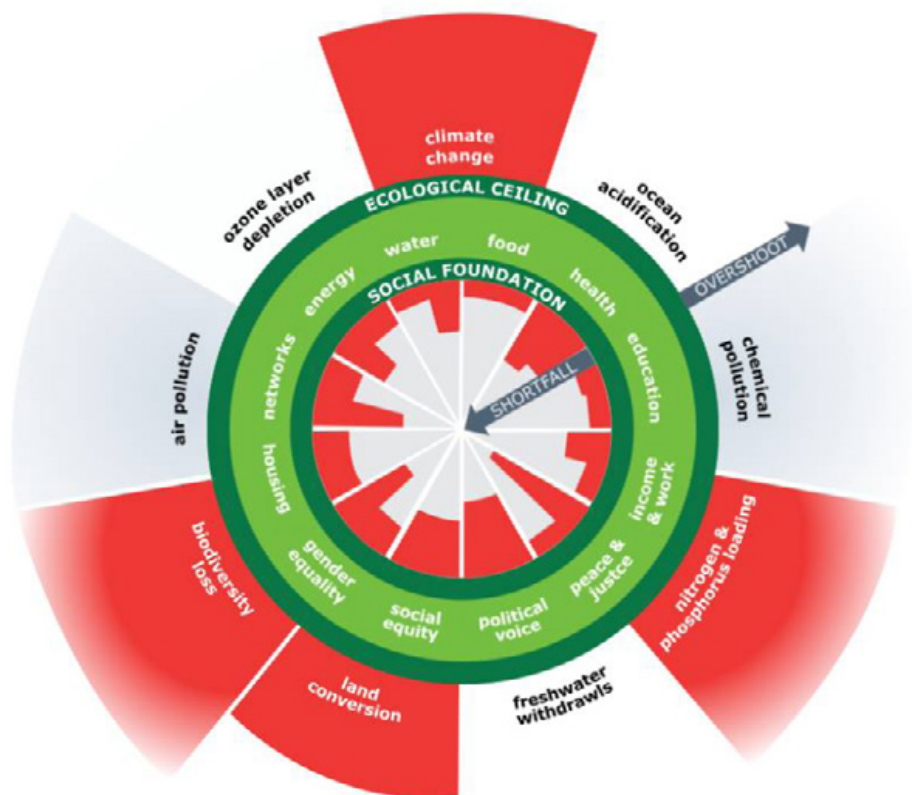 climate
change
ECOLOGICAL CEILING
ozone layer
depletion
ocean
acidification
OVERSHOOT
air pollution
chemical
pollution
biodiversity
loss
nitrogen &
phosphorus loading
land
conversion
freshwater
withdrawls
water
food
energy
health
networks
education
housing
income
& work
gender
equality
peace &
justce
social
equity
political
voice
SOCIAL FOUNDATION
SHORTFALL